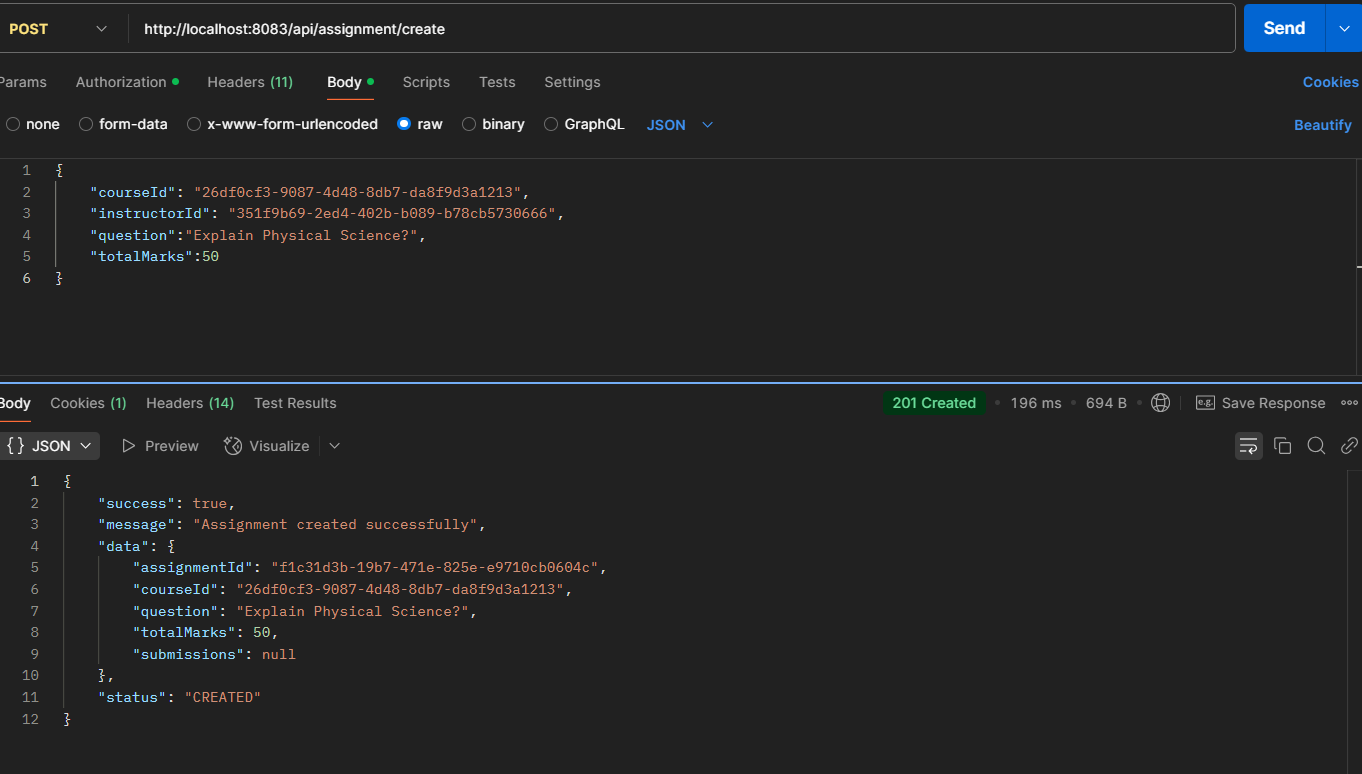 POST http://localhost:8083/api/assignment/create Send
Params Authorization Headers (11) Body Scripts Tests Settings Cookies
none form-data x-www-form-urlencoded raw binary GraphQL JSON Beautify
1 {
2 "courseId": "26df0cf3-9087-4d48-8db7-da8f9d3a1213",
3 "instructorId": "351f9b69-2ed4-402b-b089-b78cb5730666",
4 "question":"Explain Physical Science?",
5 "totalMarks":50
6 }
Body Cookies (1) Headers (14) Test Results 201 Created • 196 ms • 694 B • e.g. Save Response
{} JSON Preview Visualize
1 {
2 "success": true,
3 "message": "Assignment created successfully",
4 "data": {
5 "assignmentId": "f1c31d3b-19b7-471e-825e-e9710cb0604c",
6 "courseId": "26df0cf3-9087-4d48-8db7-da8f9d3a1213",
7 "question": "Explain Physical Science?",
8 "totalMarks": 50,
9 "submissions": null
10 },
11 "status": "CREATED"
12 }